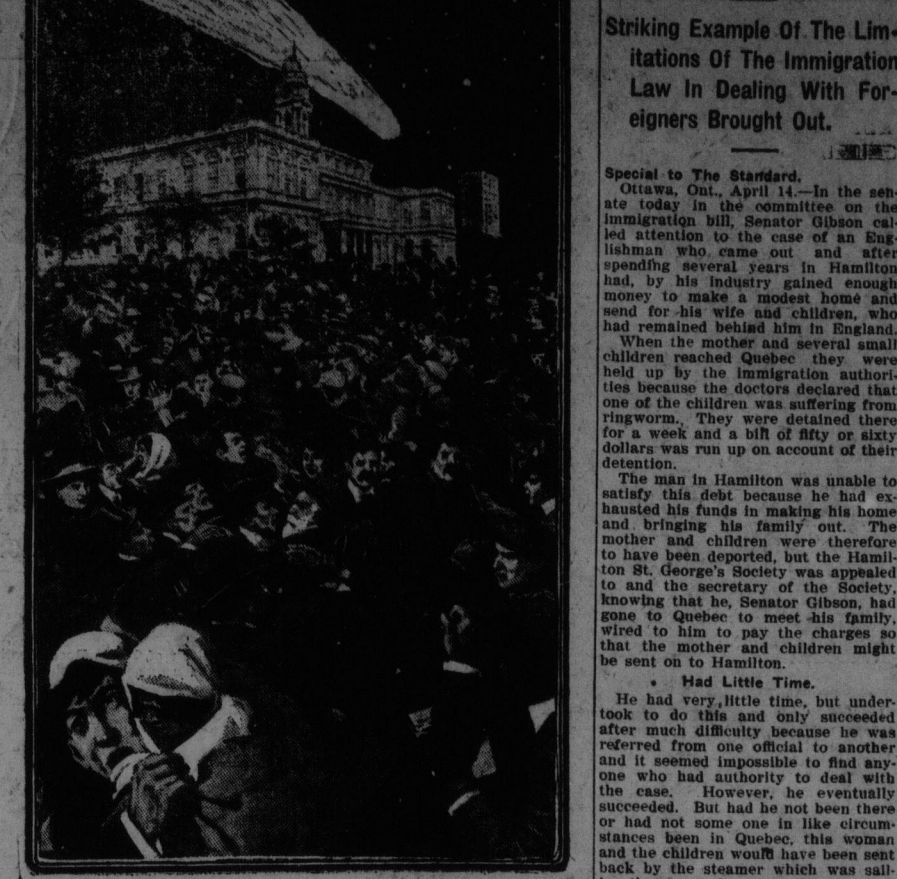 Striking Example Of The Lim-
itations Of The Immigration
Law In Dealing With For-
eigners Brought Out.
Special to The Standard.
Ottawa, Ont., April 14.—In the sen-
ate today in the committee on the
immigration bill, Senator Gibson cal-
led attention to the case of an Eng-
lishman who came out and after
spending several years in Hamilton
had, by his industry gained enough
money to make a modest home and
send for his wife and children, who
had remained behind him in England.
When the mother and several small
children reached Quebec they were
held up by the immigration authori-
ties because the doctors declared that
one of the children was suffering from
ringworm. They were detained there
for a week and a bill of fifty or sixty
dollars was run up on account of their
detention.
The man in Hamilton was unable to
satisfy this debt because he had ex-
hausted his funds in making his home
and bringing his family out. The
mother and children were therefore
to have been deported, but the Hamil-
ton St. George's Society was appealed
to and the secretary of the Society,
knowing that he, Senator Gibson, had
gone to Quebec to meet his family,
wired to him to pay the charges so
that the mother and children might
be sent on to Hamilton.
Had Little Time.
He had very little time, but under-
took to do this and only succeeded
after much difficulty because he was
referred from one official to another
and it seemed impossible to find any-
one who had authority to deal with
the case. However, he eventually
succeeded. But had he not been there
or had not some one in like circum-
stances been in Quebec, this woman
and the children would have been sent
back by the steamer which was sail-